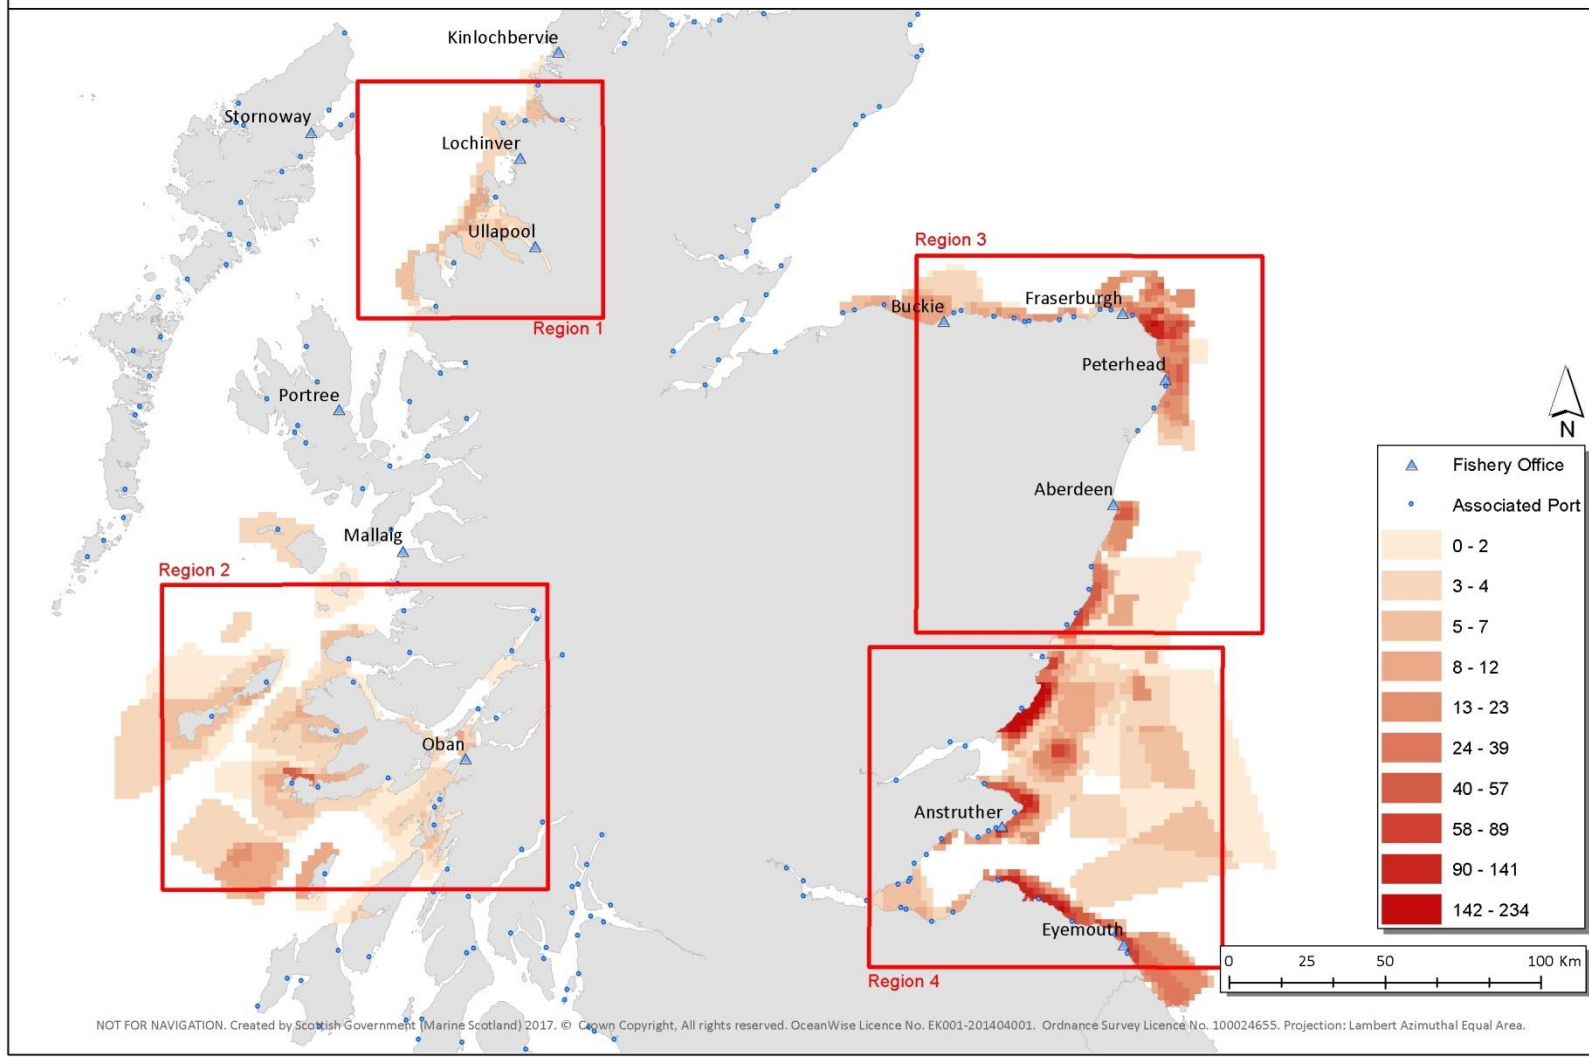 Kinlochbervie
Stornoway
Lochinver
Ullapool
Region 1
Region 3
Buckie
Fraserburgh
Peterhead
Portree
Aberdeen
Mallaig
Region 2
Oban
Anstruther
Eyemouth
Region 4
N
Fishery Office
Associated Port
0 - 2
3 - 4
5 - 7
8 - 12
13 - 23
24 - 39
40 - 57
58 - 89
90 - 141
142 - 234
0 25 50 100 Km
NOT FOR NAVIGATION. Created by Scottish Government (Marine Scotland) 2017. © Crown Copyright, All rights reserved. OceanWise Licence No. EK001-201404001. Ordnance Survey Licence No. 100024655. Projection: Lambert Azimuthal Equal Area.